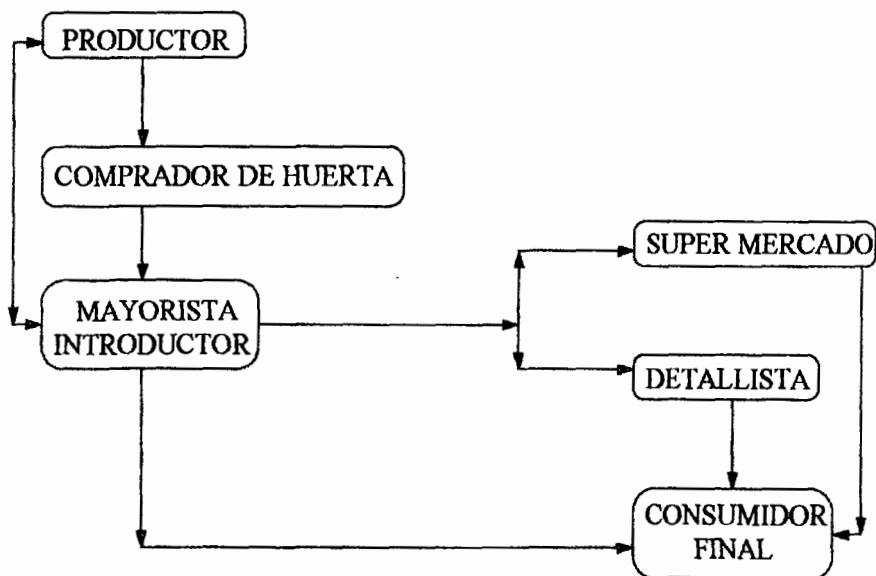 PRODUCTOR
COMPRADOR DE HUERTA
SUPER MERCADO
MAYORISTA
INTRODUCTOR
DETALLISTA
CONSUMIDOR
FINAL